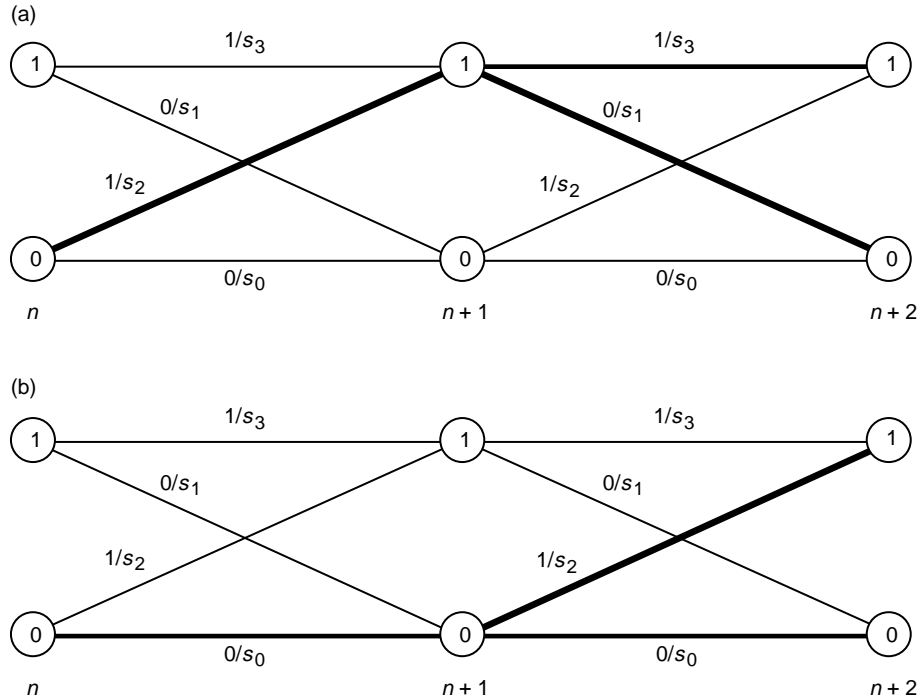 (a)
1/s3 1/s3
1 1 1
0/s1 0/s1
1/s2 1/s2
0 0 0
0/s0 0/s0
n n + 1 n + 2
(b)
1/s3 1/s3
1 1 1
0/s1 0/s1
1/s2 1/s2
0 0 0
0/s0 0/s0
n n + 1 n + 2